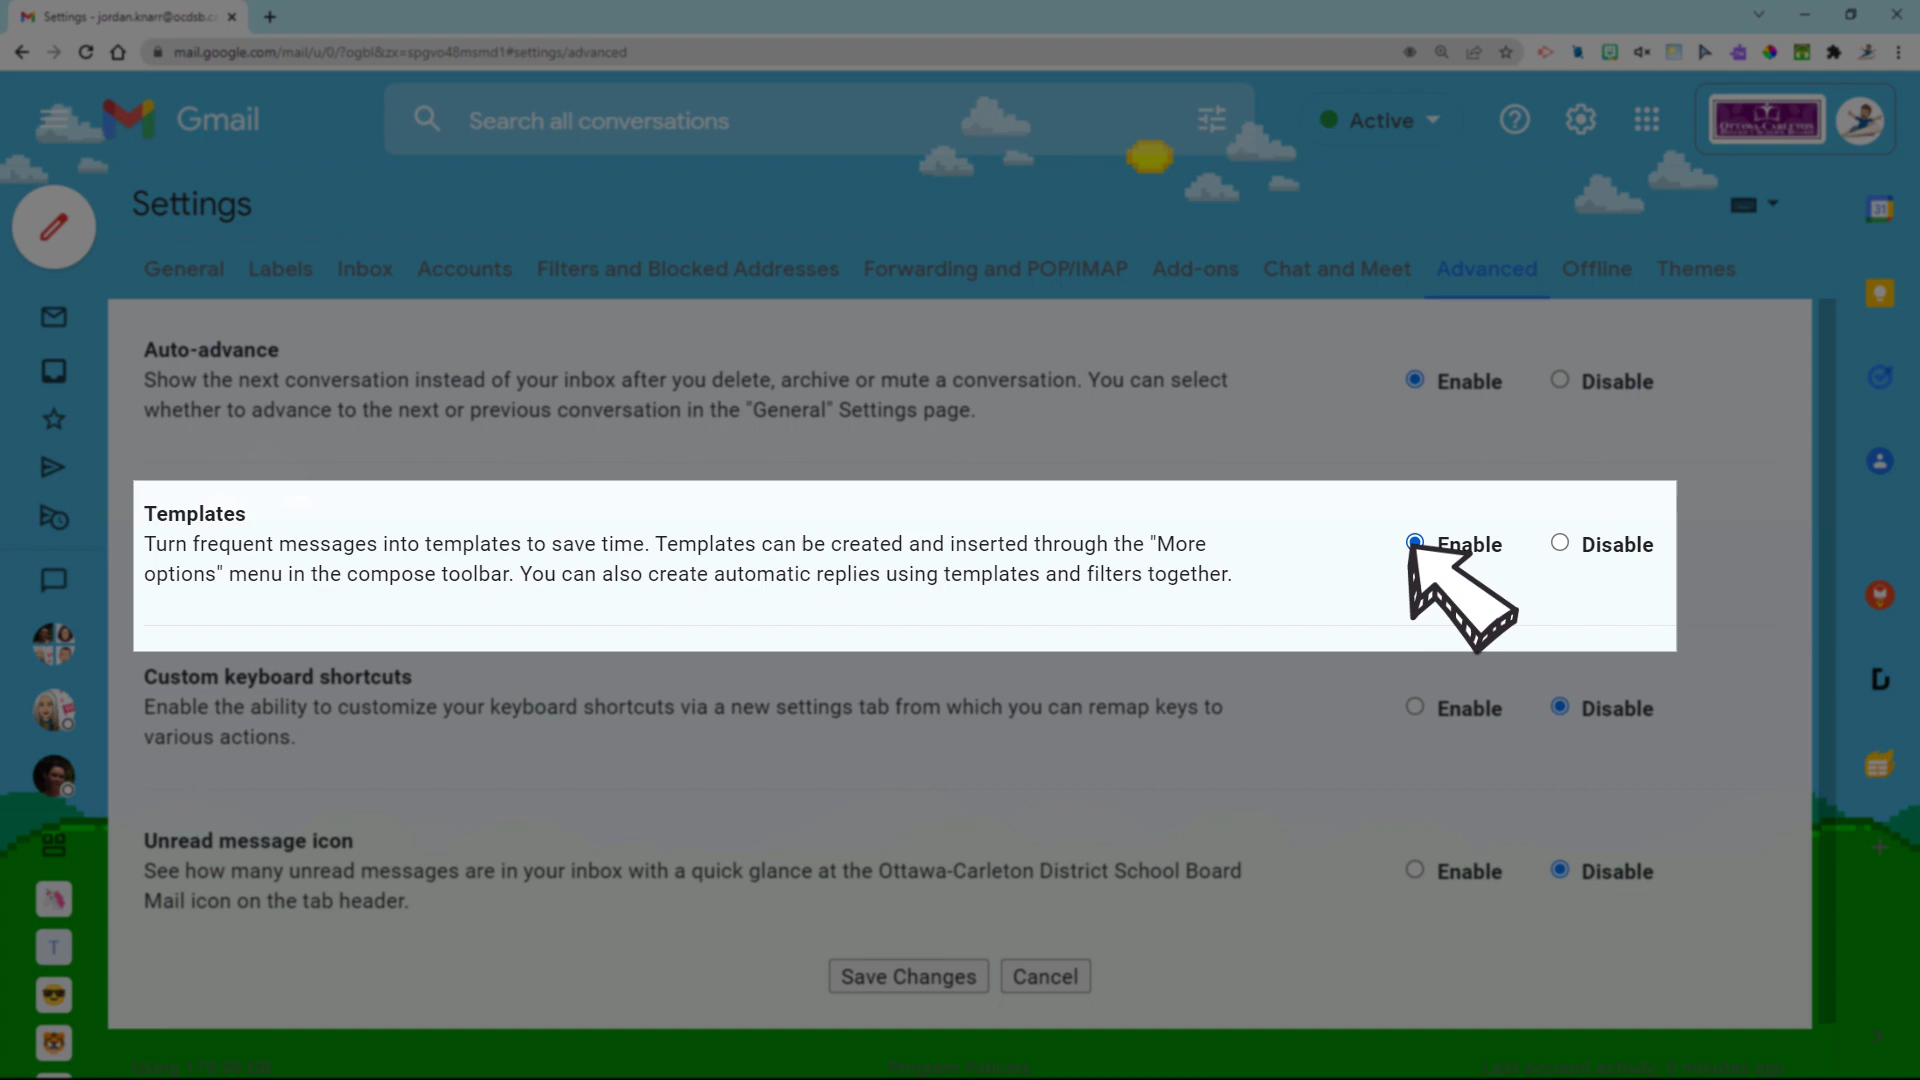 Settings - jordan.knarr@ocdsb.c
mail.google.com/mail/u/0/?ogbl&zx=spgvo48msmd1#settings/advanced
Gmail
Search all conversations
Active
OTTAWA-CARLETON
Settings
31
General Labels Inbox Accounts Filters and Blocked Addresses Forwarding and POP/IMAP Add-ons Chat and Meet Advanced Offline Themes
Auto-advance
Show the next conversation instead of your inbox after you delete, archive or mute a conversation. You can select
whether to advance to the next or previous conversation in the "General" Settings page.
Enable Disable
Templates
Turn frequent messages into templates to save time. Templates can be created and inserted through the "More
options" menu in the compose toolbar. You can also create automatic replies using templates and filters together.
Enable Disable
Custom keyboard shortcuts
Enable the ability to customize your keyboard shortcuts via a new settings tab from which you can remap keys to
various actions.
Enable Disable
Unread message icon
See how many unread messages are in your inbox with a quick glance at the Ottawa-Carleton District School Board
Mail icon on the tab header.
Enable Disable
T
Save Changes Cancel
Program Policies